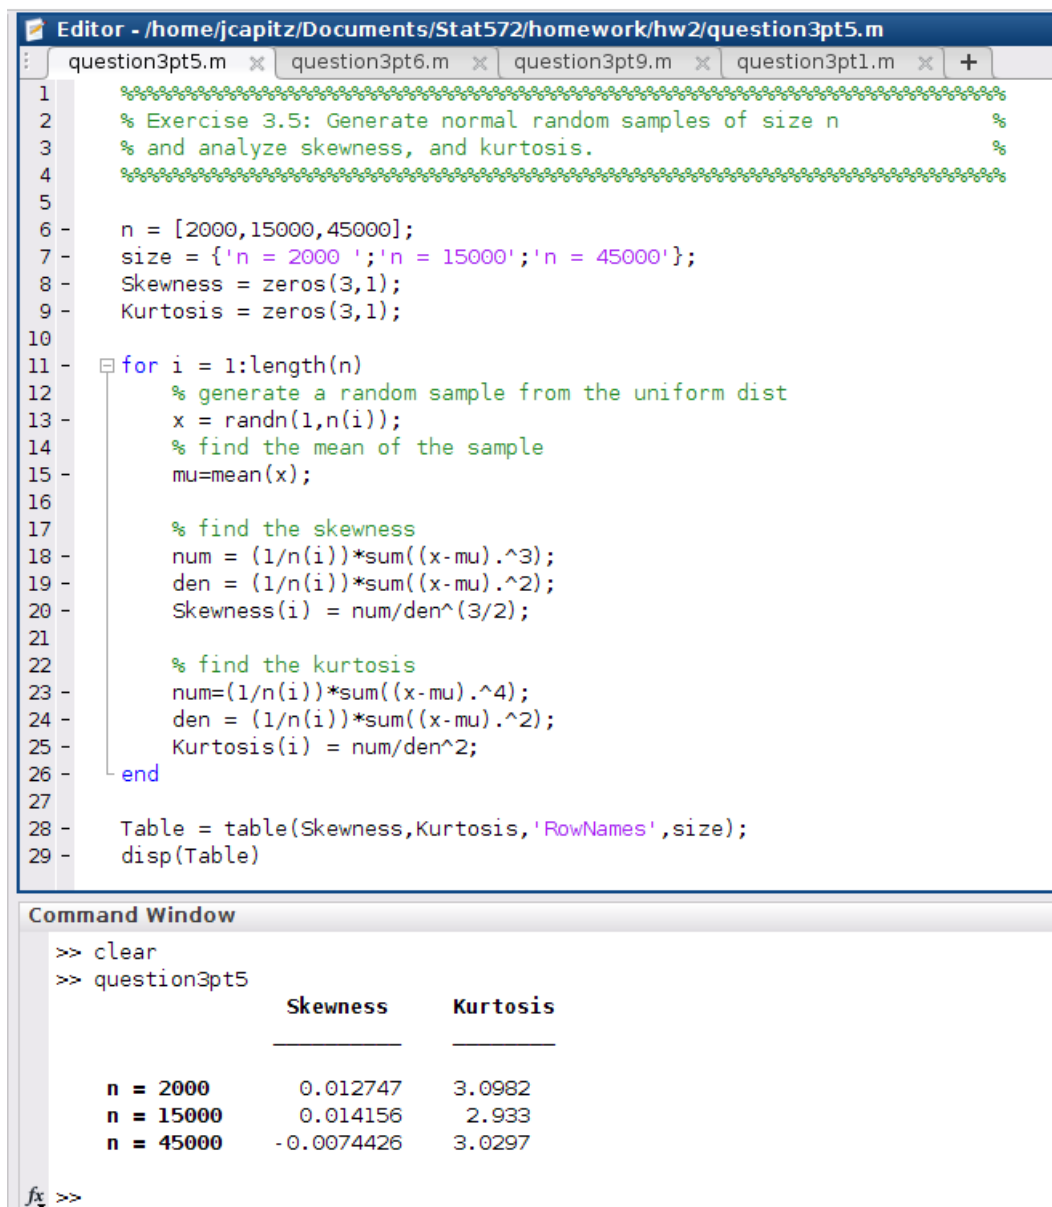 Editor - /home/jcapitz/Documents/Stat572/homework/hw2/question3pt5.m
question3pt5.m × question3pt6.m × question3pt9.m × question3pt1.m × +
1 %%%%%%%%%%%%%%%%%%%%%%%%%%%%%%%%%%%%%%%%%%%%%%%%%%%%%%%%%%%%%%%%%%%%%%
2 % Exercise 3.5: Generate normal random samples of size n %
3 % and analyze skewness, and kurtosis. %
4 %%%%%%%%%%%%%%%%%%%%%%%%%%%%%%%%%%%%%%%%%%%%%%%%%%%%%%%%%%%%%%%%%%%%%%
5
6 - n = [2000,15000,45000];
7 - size = {'n = 2000 ';'n = 15000';'n = 45000'};
8 - Skewness = zeros(3,1);
9 - Kurtosis = zeros(3,1);
10
11 - for i = 1:length(n)
12 % generate a random sample from the uniform dist
13 - x = randn(1,n(i));
14 % find the mean of the sample
15 - mu=mean(x);
16
17 % find the skewness
18 - num = (1/n(i))*sum((x-mu).^3);
19 - den = (1/n(i))*sum((x-mu).^2);
20 - Skewness(i) = num/den^(3/2);
21
22 % find the kurtosis
23 - num=(1/n(i))*sum((x-mu).^4);
24 - den = (1/n(i))*sum((x-mu).^2);
25 - Kurtosis(i) = num/den^2;
26 - end
27
28 - Table = table(Skewness,Kurtosis,'RowNames',size);
29 - disp(Table)
Command Window
>> clear
>> question3pt5
Skewness Kurtosis
__________ ________
n = 2000 0.012747 3.0982
n = 15000 0.014156 2.933
n = 45000 -0.0074426 3.0297
fx >>